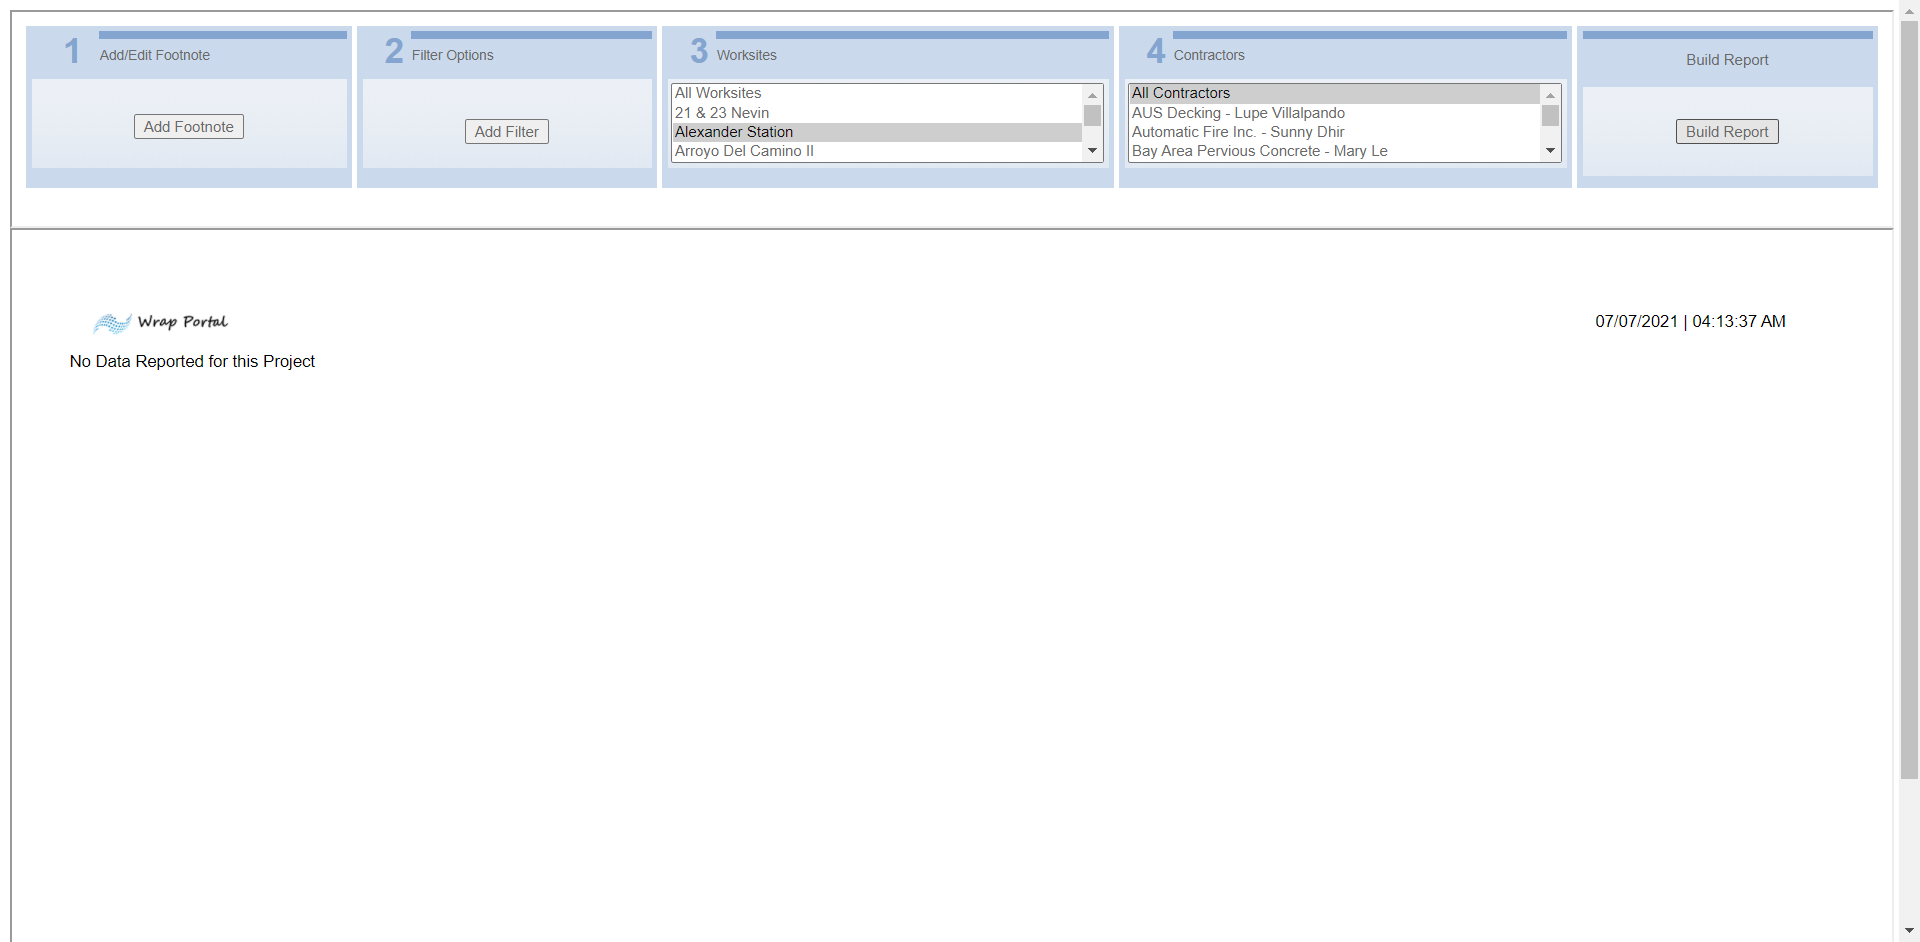 1 Add/Edit Footnote
Add Footnote
2 Filter Options
Add Filter
3 Worksites
All Worksites
21 & 23 Nevin
Alexander Station
Arroyo Del Camino II
4 Contractors
All Contractors
AUS Decking - Lupe Villalpando
Automatic Fire Inc. - Sunny Dhir
Bay Area Pervious Concrete - Mary Le
Build Report
Build Report
Wrap Portal
07/07/2021 | 04:13:37 AM
No Data Reported for this Project